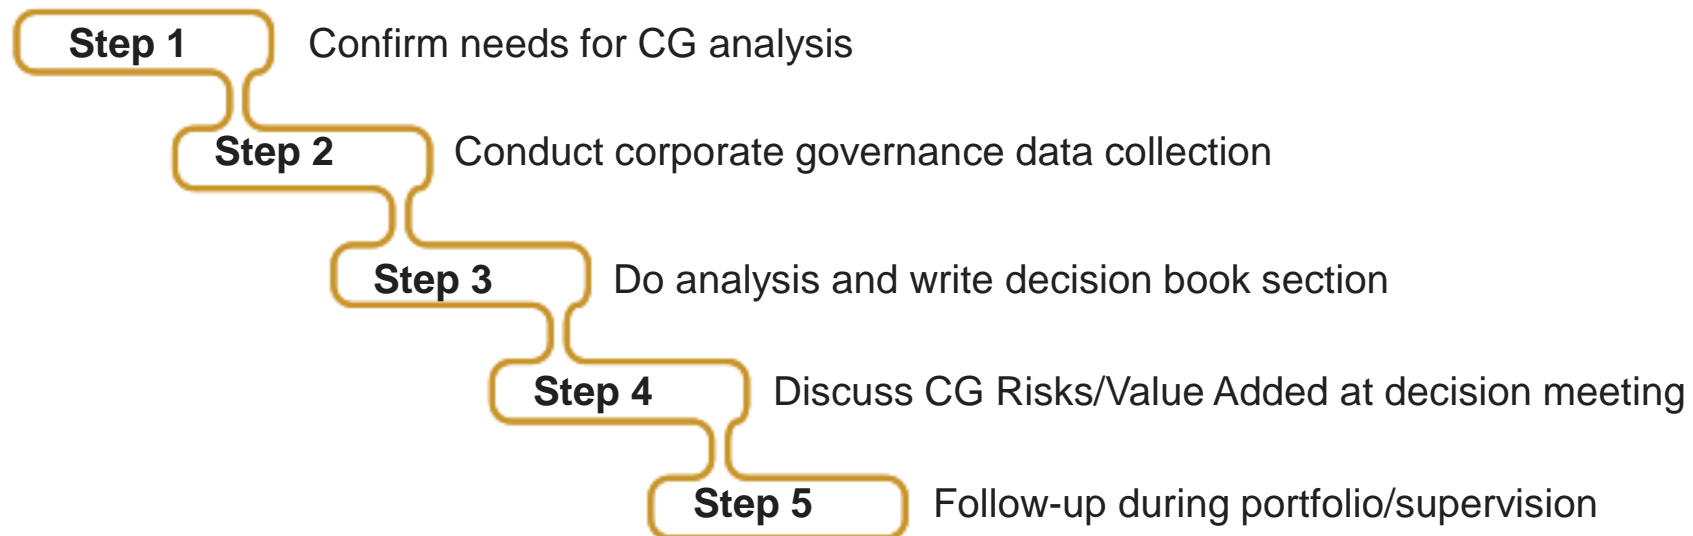 Step 1 Confirm needs for CG analysis
Step 2 Conduct corporate governance data collection
Step 3 Do analysis and write decision book section
Step 4 Discuss CG Risks/Value Added at decision meeting
Step 5 Follow-up during portfolio/supervision